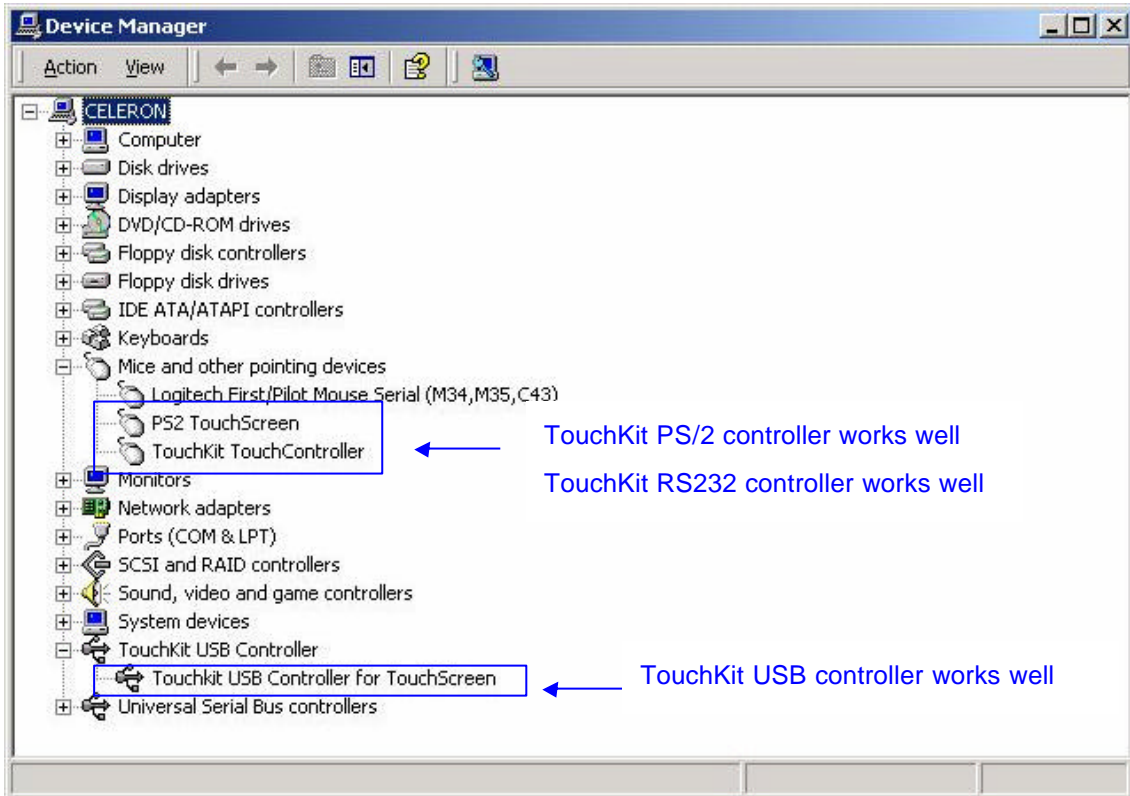 Device Manager
Action View
CELERON
Computer
Disk drives
Display adapters
DVD/CD-ROM drives
Floppy disk controllers
Floppy disk drives
IDE ATA/ATAPI controllers
Keyboards
Mice and other pointing devices
Logitech First/Pilot Mouse Serial (M34,M35,C43)
PS2 TouchScreen
TouchKit TouchController
TouchKit PS/2 controller works well
TouchKit RS232 controller works well
Monitors
Network adapters
Ports (COM & LPT)
SCSI and RAID controllers
Sound, video and game controllers
System devices
TouchKit USB Controller
Touchkit USB Controller for TouchScreen
TouchKit USB controller works well
Universal Serial Bus controllers